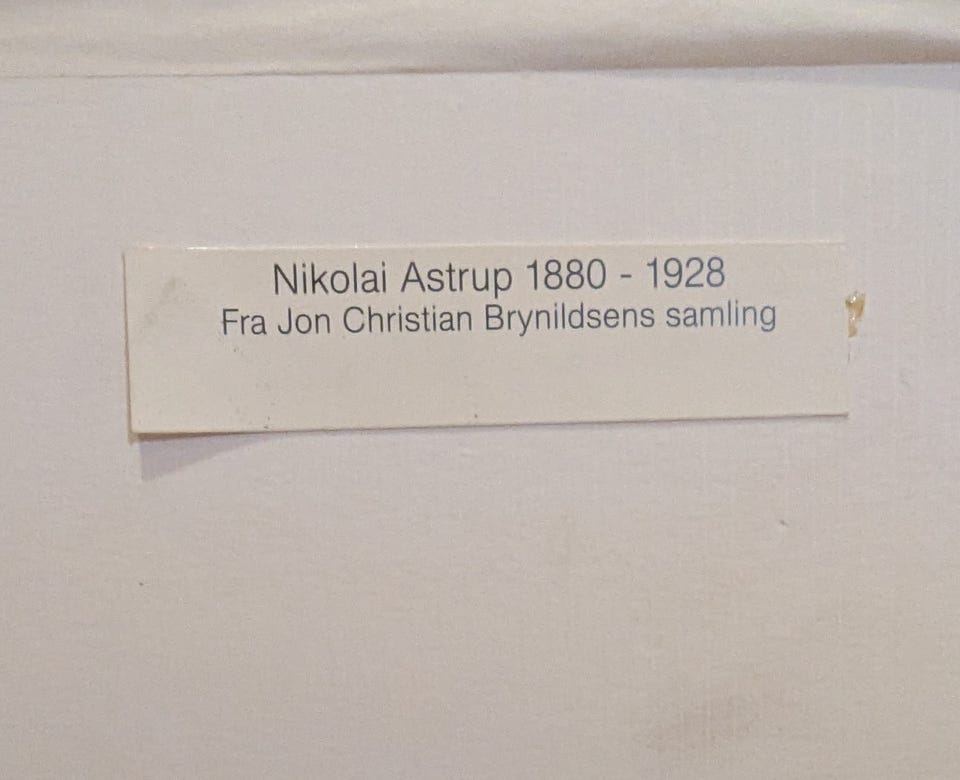 Nikolai Astrup 1880 - 1928
Fra Jon Christian Brynildsens samling